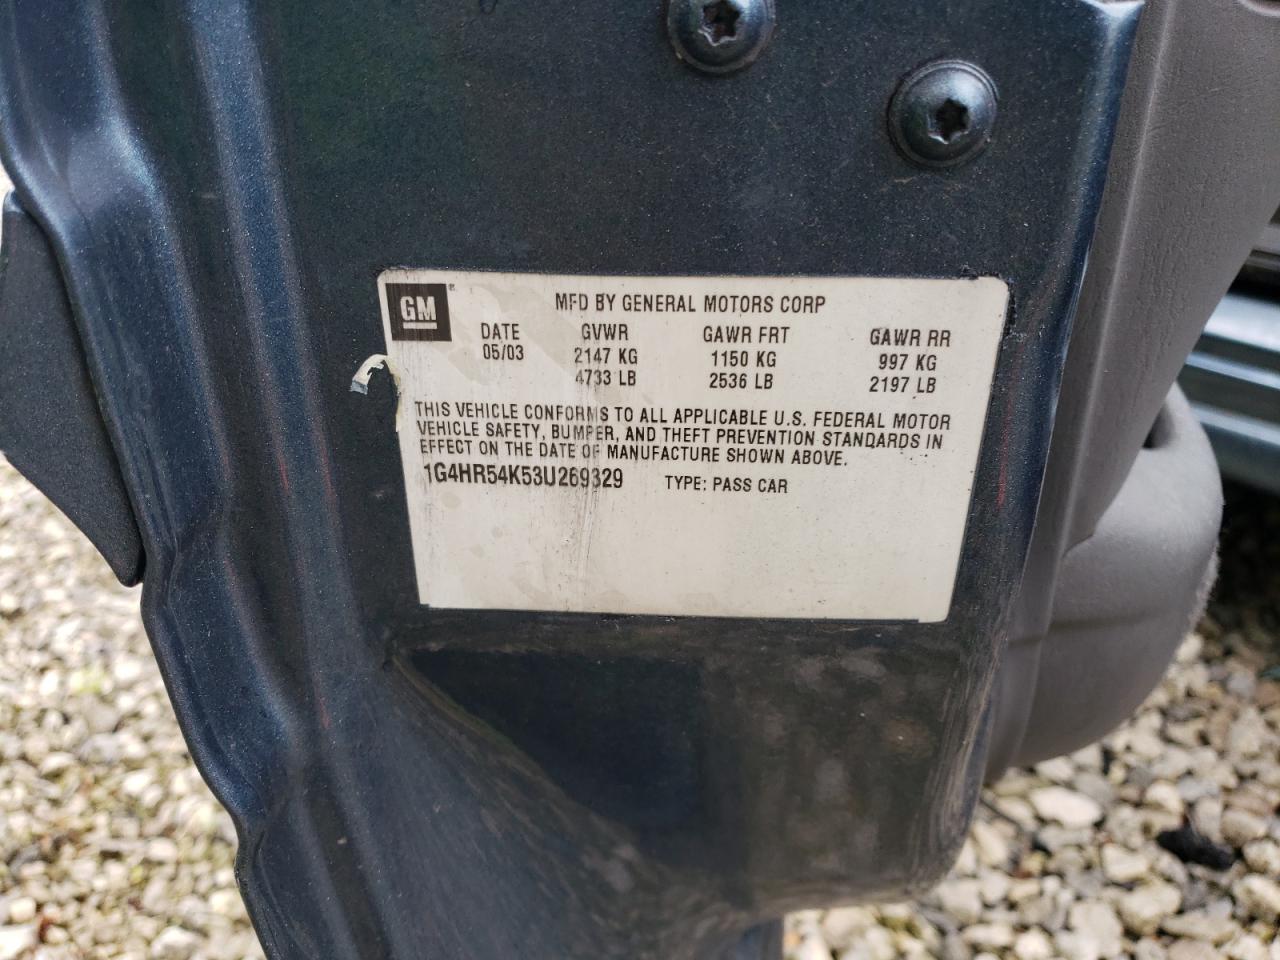 GM®
MFD BY GENERAL MOTORS CORP
DATE GVWR GAWR FRT GAWR RR
05/03 2147 KG 1150 KG 997 KG
4733 LB 2536 LB 2197 LB
THIS VEHICLE CONFORMS TO ALL APPLICABLE U.S. FEDERAL MOTOR
VEHICLE SAFETY, BUMPER, AND THEFT PREVENTION STANDARDS IN
EFFECT ON THE DATE OF MANUFACTURE SHOWN ABOVE.
1G4HR54K53U269329 TYPE: PASS CAR